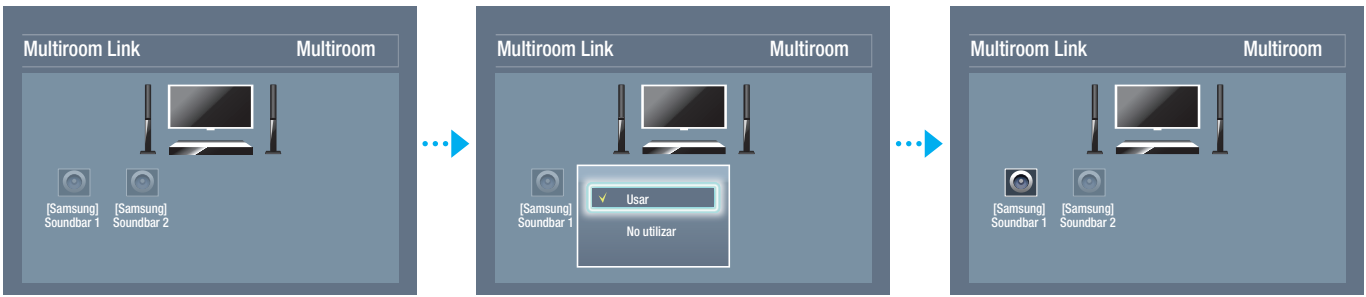 Multiroom Link Multiroom
[Samsung] [Samsung]
Soundbar 1 Soundbar 2
Multiroom Link Multiroom
[Samsung]
Soundbar 1
Usar
No utilizar
Multiroom Link Multiroom
[Samsung] [Samsung]
Soundbar 1 Soundbar 2